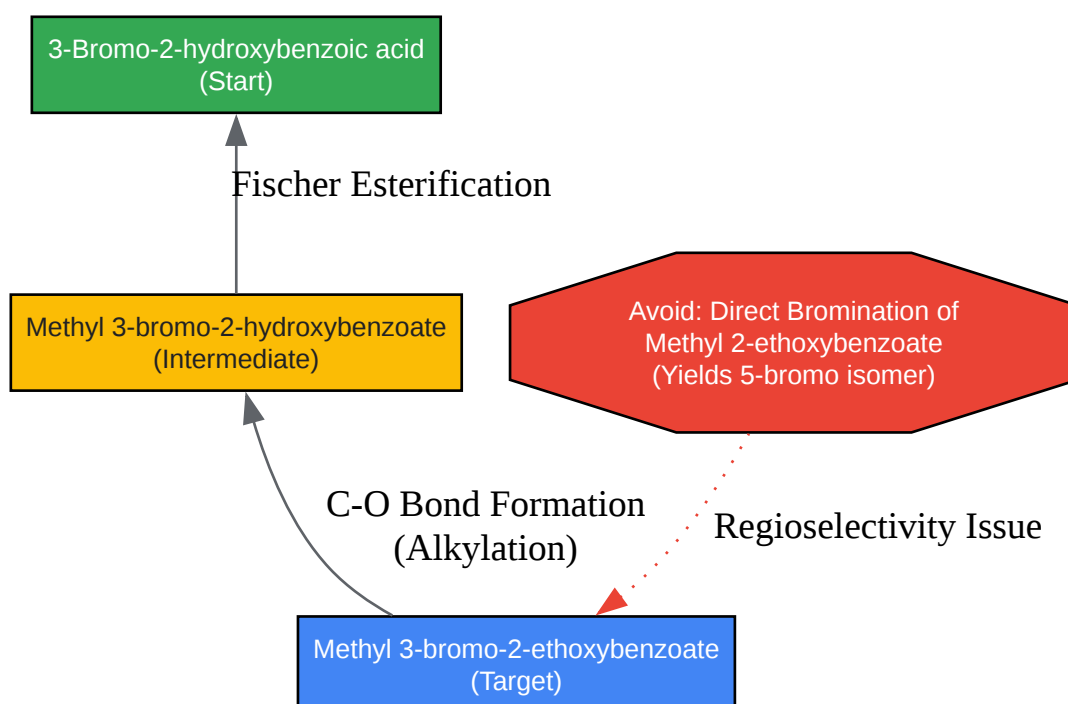 3-Bromo-2-hydroxybenzoic acid
(Start)
Fischer Esterification
Methyl 3-bromo-2-hydroxybenzoate
(Intermediate)
Avoid: Direct Bromination of
Methyl 2-ethoxybenzoate
(Yields 5-bromo isomer)
C-O Bond Formation
(Alkylation)
Regioselectivity Issue
Methyl 3-bromo-2-ethoxybenzoate
(Target)